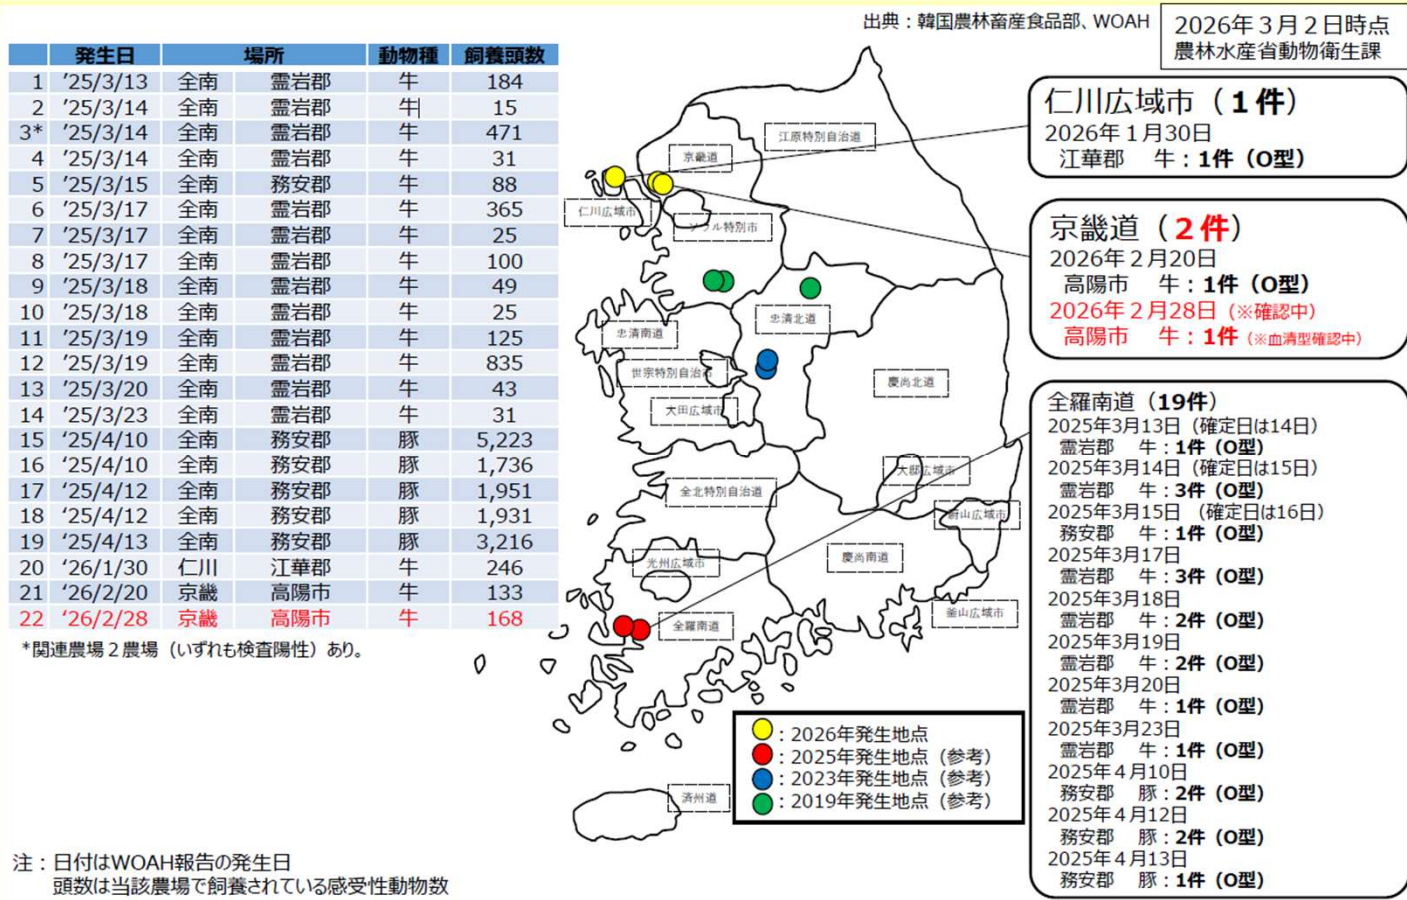 出典：韓国農林畜産食品部、WOAH
2026年３月２日時点
農林水産省動物衛生課
発生日 場所 動物種 飼養頭数
1 ’25/3/13 全南 霊岩郡 牛 184
2 ’25/3/14 全南 霊岩郡 牛 15
3* ’25/3/14 全南 霊岩郡 牛 471
4 ’25/3/14 全南 霊岩郡 牛 31
5 ’25/3/15 全南 務安郡 牛 88
6 ’25/3/17 全南 霊岩郡 牛 365
7 ’25/3/17 全南 霊岩郡 牛 25
8 ’25/3/17 全南 霊岩郡 牛 100
9 ’25/3/18 全南 霊岩郡 牛 49
10 ’25/3/18 全南 霊岩郡 牛 25
11 ’25/3/19 全南 霊岩郡 牛 125
12 ’25/3/19 全南 霊岩郡 牛 835
13 ’25/3/20 全南 霊岩郡 牛 43
14 ’25/3/23 全南 霊岩郡 牛 31
15 ‘25/4/10 全南 務安郡 豚 5,223
16 ‘25/4/10 全南 務安郡 豚 1,736
17 ‘25/4/12 全南 務安郡 豚 1,951
18 ‘25/4/12 全南 務安郡 豚 1,931
19 ‘25/4/13 全南 務安郡 豚 3,216
20 ‘26/1/30 仁川 江華郡 牛 246
21 ‘26/2/20 京畿 高陽市 牛 133
22 ‘26/2/28 京畿 高陽市 牛 168
*関連農場２農場（いずれも検査陽性）あり。
江原特別自治道
京畿道
仁川広域市
ソウル特別市
忠清北道
忠清南道
世宗特別自治市
大田広域市
慶尚北道
大邱広域市
全北特別自治道
蔚山広域市
慶尚南道
光州広域市
釜山広域市
全羅南道
済州道
：2026年発生地点
：2025年発生地点（参考）
：2023年発生地点（参考）
：2019年発生地点（参考）
仁川広域市（１件）
2026年１月30日
江華郡 牛：1件（O型）
京畿道（２件）
2026年２月20日
高陽市 牛：1件（O型）
2026年２月28日（※確認中）
高陽市 牛：1件（※血清型確認中）
全羅南道（19件）
2025年3月13日（確定日は14日）
霊岩郡 牛：1件（O型）
2025年3月14日（確定日は15日）
霊岩郡 牛：3件（O型）
2025年3月15日 （確定日は16日）
務安郡 牛：1件（O型）
2025年3月17日
霊岩郡 牛：3件（O型）
2025年3月18日
霊岩郡 牛：2件（O型）
2025年3月19日
霊岩郡 牛：2件（O型）
2025年3月20日
霊岩郡 牛：1件（O型）
2025年3月23日
霊岩郡 牛：1件（O型）
2025年４月10日
務安郡 豚：2件（O型）
2025年４月12日
務安郡 豚：2件（O型）
2025年４月13日
務安郡 豚：1件（O型）
注：日付はWOAH報告の発生日
頭数は当該農場で飼養されている感受性動物数